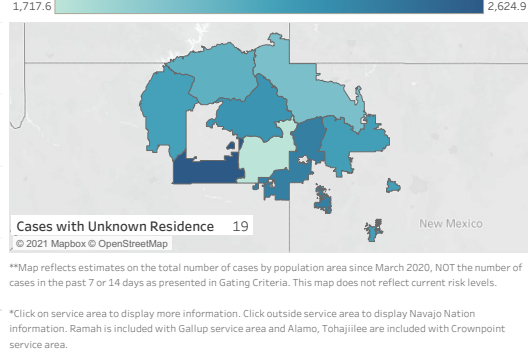 1,717.6 2,624.9
New Mexico
Cases with Unknown Residence 19
© 2021 Mapbox © OpenStreetMap
**Map reflects estimates on the total number of cases by population area since March 2020, NOT the number of
cases in the past 7 or 14 days as presented in Gating Criteria. This map does not reflect current risk levels.
*Click on service area to display more information. Click outside service area to display Navajo Nation
information. Ramah is included with Gallup service area and Alamo, Tohajiilee are included with Crownpoint
service area.